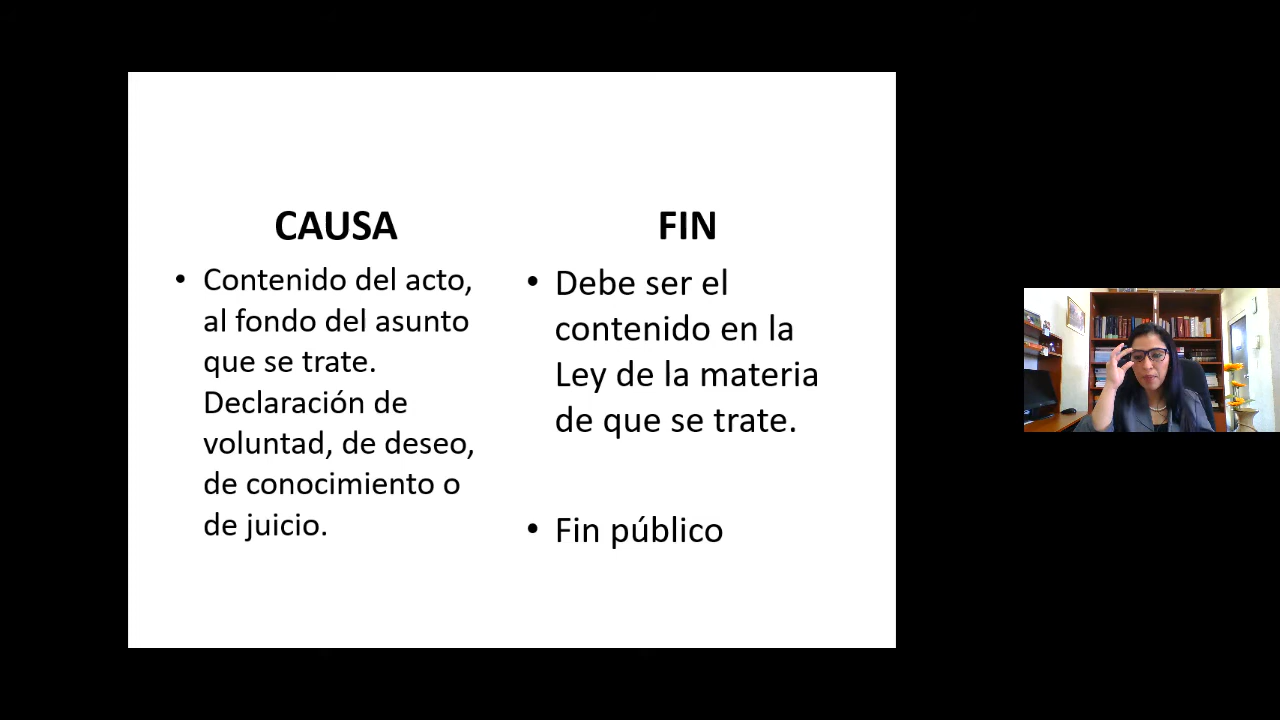 CAUSA
• Contenido del acto,
al fondo del asunto
que se trate.
Declaración de
voluntad, de deseo,
de conocimiento o
de juicio.
FIN
• Debe ser el
contenido en la
Ley de la materia
de que se trate.
• Fin público